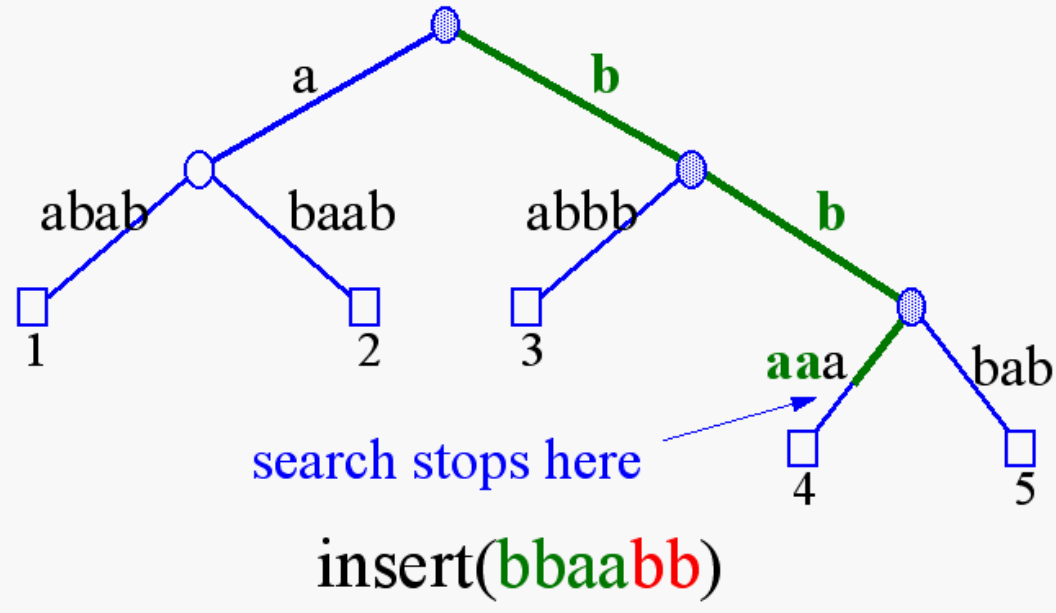 a b
abab baab abbb b
1 2 3
aaa bab
search stops here
4 5
insert(bbaabb)